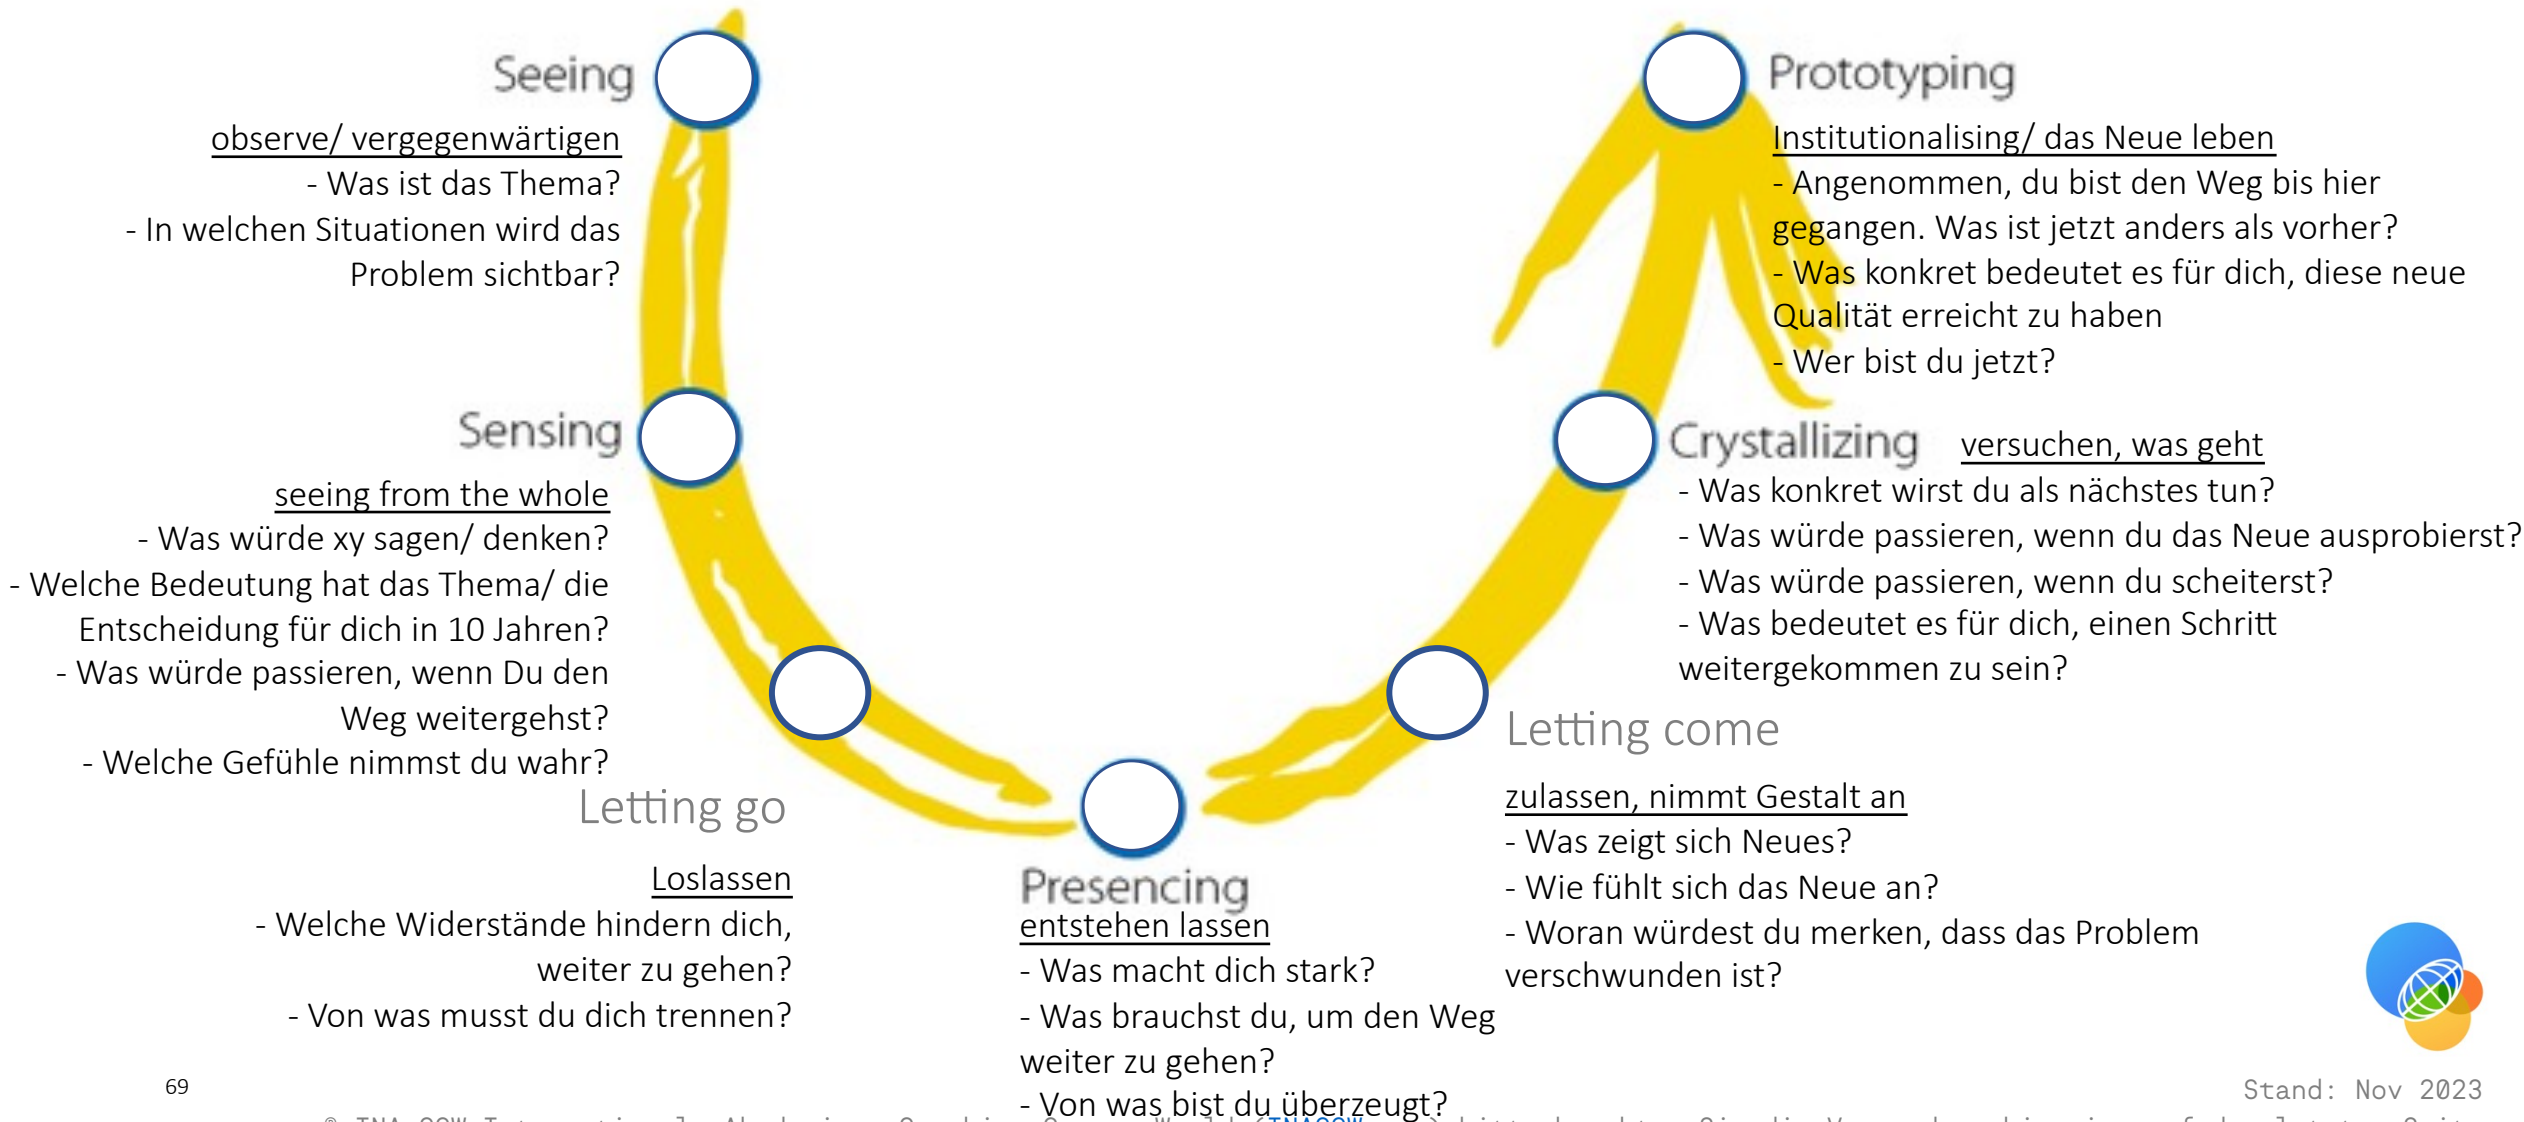 Seeing
observe/ vergegenwärtigen
- Was ist das Thema?
- In welchen Situationen wird das
Problem sichtbar?
Sensing
seeing from the whole
- Was würde xy sagen/ denken?
- Welche Bedeutung hat das Thema/ die
Entscheidung für dich in 10 Jahren?
- Was würde passieren, wenn Du den
Weg weitergehst?
- Welche Gefühle nimmst du wahr?
Letting go
Loslassen
- Welche Widerstände hindern dich,
weiter zu gehen?
- Von was musst du dich trennen?
Presencing
entstehen lassen
- Was macht dich stark?
- Was brauchst du, um den Weg
weiter zu gehen?
- Von was bist du überzeugt?
Letting come
zulassen, nimmt Gestalt an
- Was zeigt sich Neues?
- Wie fühlt sich das Neue an?
- Woran würdest du merken, dass das Problem
verschwunden ist?
Crystallizing versuchen, was geht
- Was konkret wirst du als nächstes tun?
- Was würde passieren, wenn du das Neue ausprobierst?
- Was würde passieren, wenn du scheiterst?
- Was bedeutet es für dich, einen Schritt
weitergekommen zu sein?
Prototyping
Institutionalising/ das Neue leben
- Angenommen, du bist den Weg bis hier
gegangen. Was ist jetzt anders als vorher?
- Was konkret bedeutet es für dich, diese neue
Qualität erreicht zu haben
- Wer bist du jetzt?
69
Stand: Nov 2023